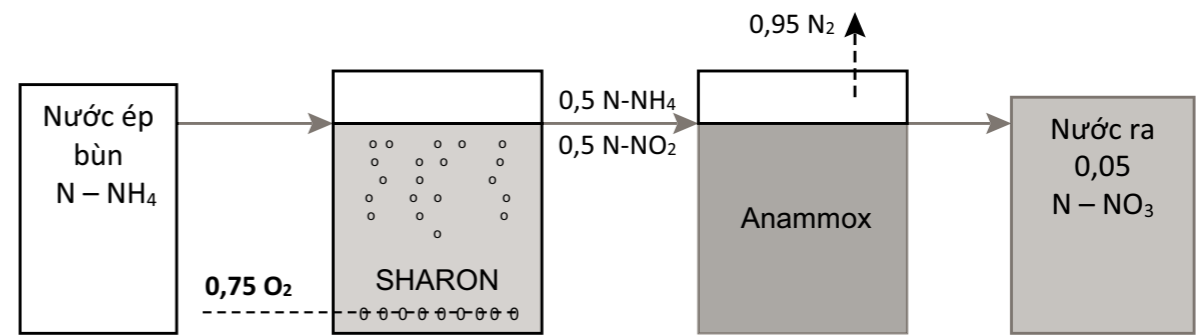 0,95 N₂
Nước ép
bùn
N – NH₄
0,5 N-NH₄
0,5 N-NO₂
Nước ra
0,05
N – NO₃
Anammox
SHARON
0,75 O₂